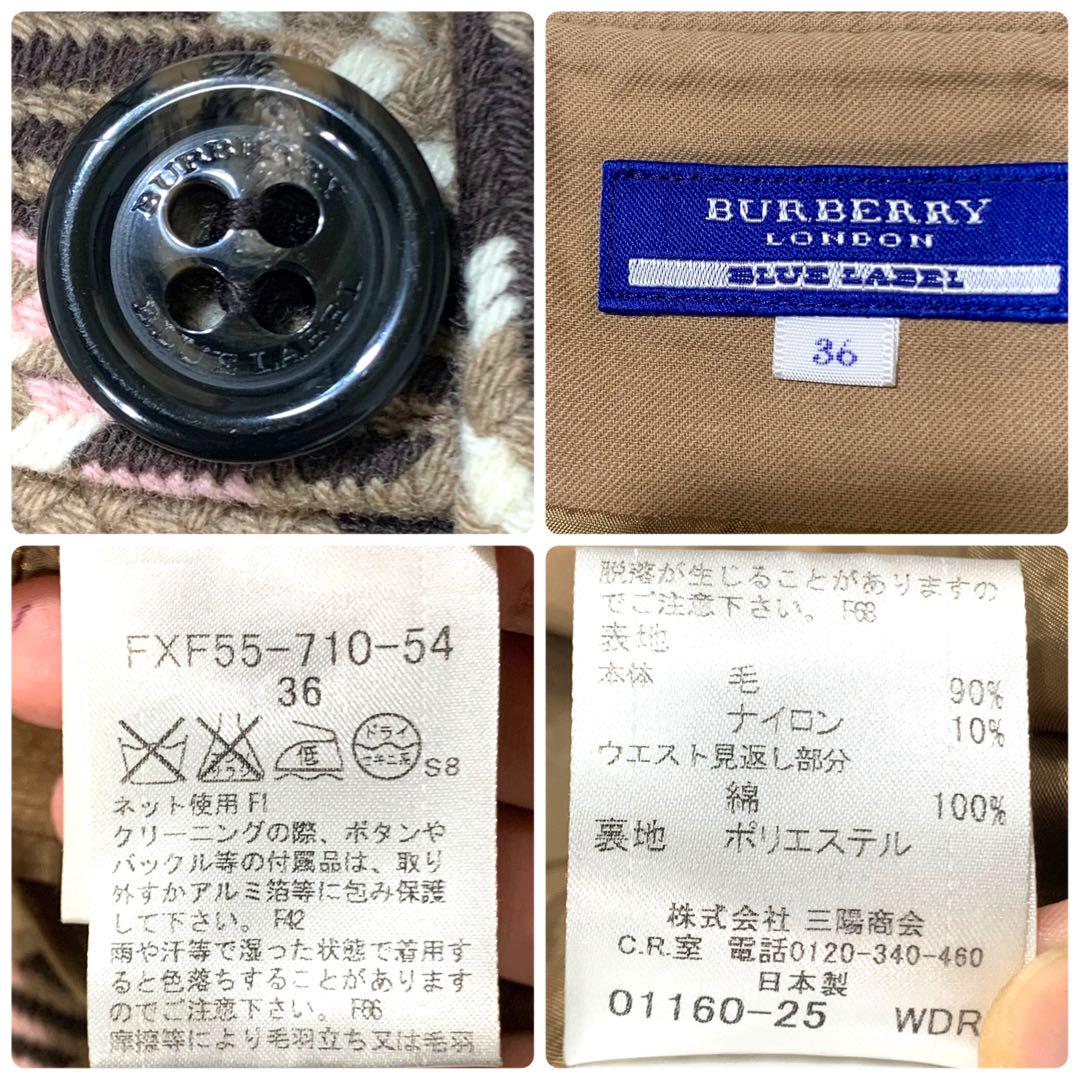 BURBERRY
BLUE LABEL
BURBERRY
LONDON
BLUE LABEL
36
FXF55-710-54
36
低
ドライ
セキユ系
S8
ネット使用 F1
クリーニングの際、ボタンや
バックル等の付属品は、取り
外すかアルミ箔等に包み保護
して下さい。 F42
雨や汗等で湿った状態で着用す
ると色落ちすることがあります
のでご注意下さい。 F66
摩擦等により毛羽立ち又は毛羽
脱落が生じることがありますの
でご注意下さい。 F68
表地
本体 毛 90%
ナイロン 10%
ウエスト見返し部分
綿 100%
裏地 ポリエステル
株式会社 三陽商会
C.R.室 電話0120-340-460
日本製
01160-25 WDR